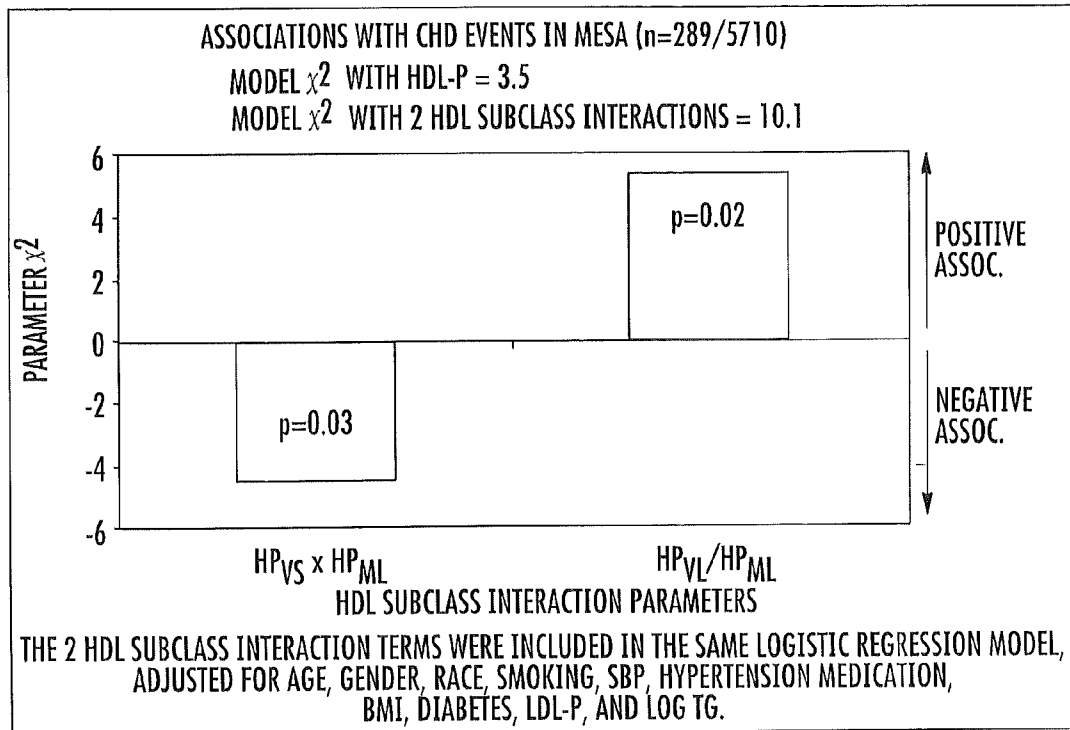 ASSOCIATIONS WITH CHD EVENTS IN MESA (n=289/5710)
MODEL χ2 WITH HDL-P = 3.5
MODEL χ2 WITH 2 HDL SUBCLASS INTERACTIONS = 10.1
6
4
2
0
-2
-4
-6
PARAMETER χ2
p=0.03
p=0.02
POSITIVE
ASSOC.
NEGATIVE
ASSOC.
HPVS x HPML
HPVL/HPML
HDL SUBCLASS INTERACTION PARAMETERS
THE 2 HDL SUBCLASS INTERACTION TERMS WERE INCLUDED IN THE SAME LOGISTIC REGRESSION MODEL,
ADJUSTED FOR AGE, GENDER, RACE, SMOKING, SBP, HYPERTENSION MEDICATION,
BMI, DIABETES, LDL-P, AND LOG TG.